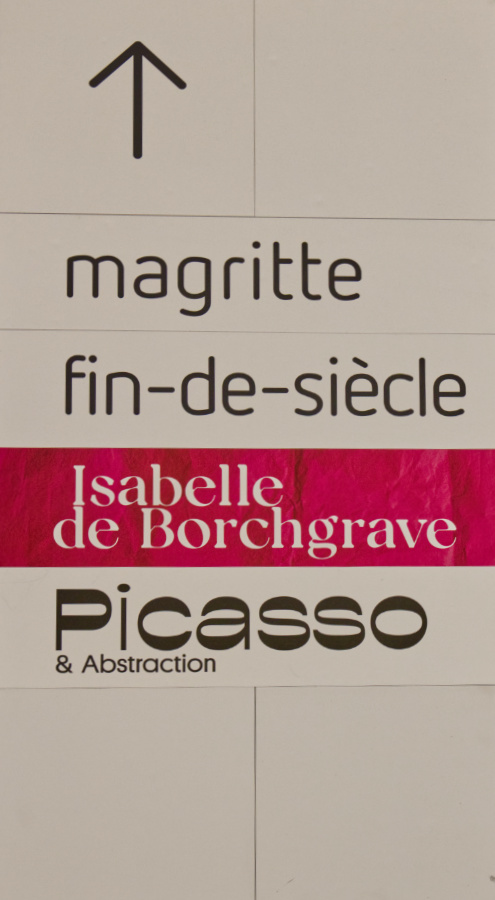 magritte
fin-de-siècle
Isabelle
de Borchgrave
Picasso
& Abstraction